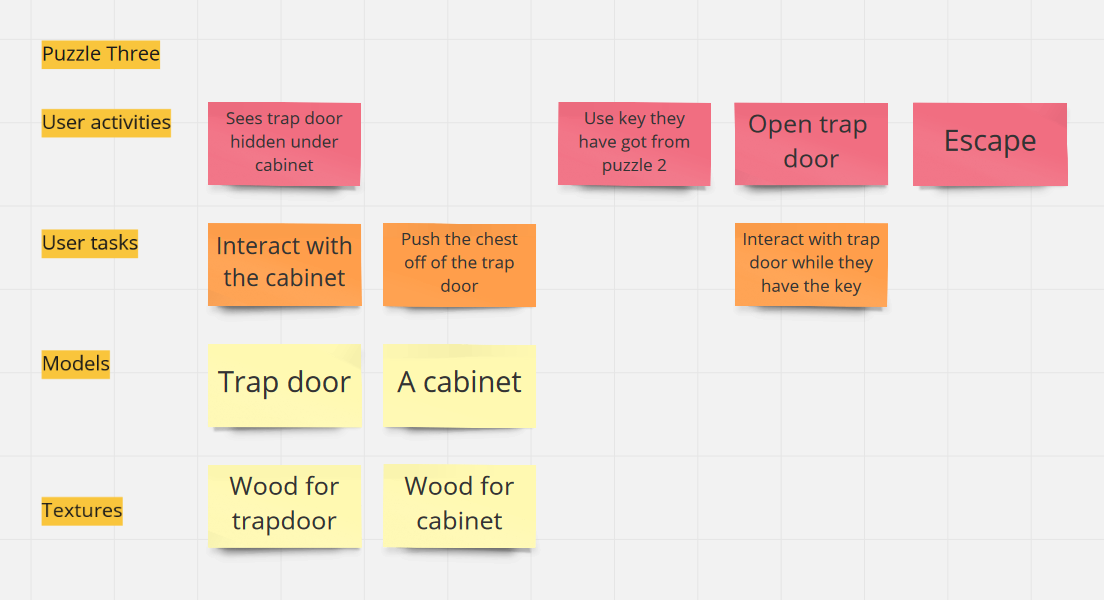 Puzzle Three
User activities
Sees trap door
hidden under
cabinet
Use key they
have got from
puzzle 2
Open trap
door
Escape
User tasks
Interact with
the cabinet
Push the chest
off of the trap
door
Interact with trap
door while they
have the key
Models
Trap door
A cabinet
Textures
Wood for
trapdoor
Wood for
cabinet